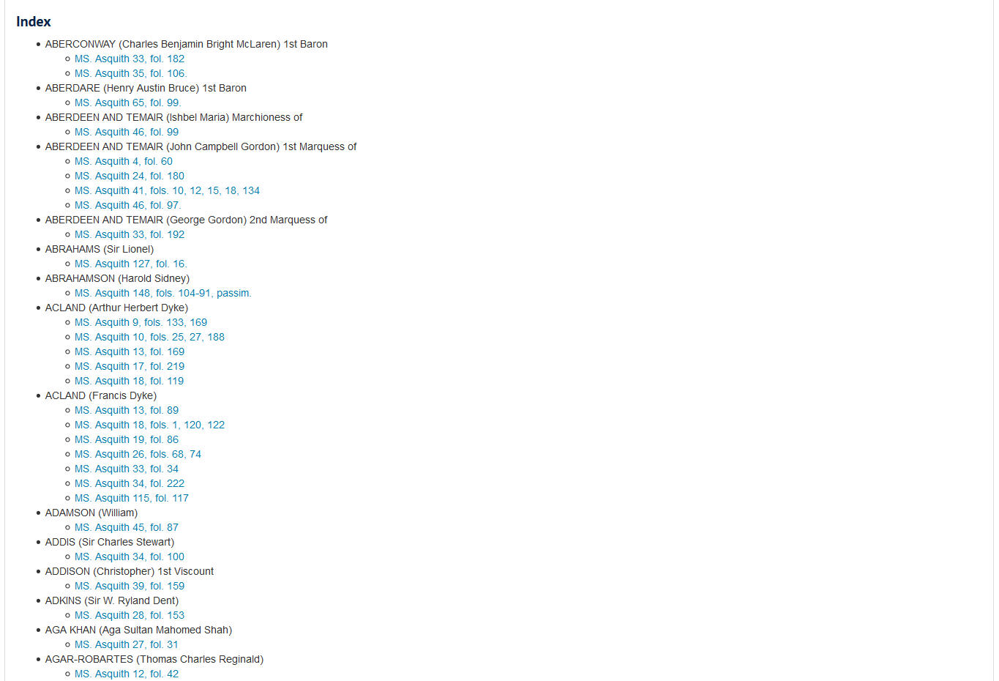 Index
ABERCONWAY (Charles Benjamin Bright McLaren) 1st Baron
MS. Asquith 33, fol. 182
MS. Asquith 35, fol. 106.
ABERDARE (Henry Austin Bruce) 1st Baron
MS. Asquith 65, fol. 99.
ABERDEEN AND TEMAIR (Ishbel Maria) Marchioness of
MS. Asquith 46, fol. 99
ABERDEEN AND TEMAIR (John Campbell Gordon) 1st Marquess of
MS. Asquith 4, fol. 60
MS. Asquith 24, fol. 180
MS. Asquith 41, fols. 10, 12, 15, 18, 134
MS. Asquith 46, fol. 97.
ABERDEEN AND TEMAIR (George Gordon) 2nd Marquess of
MS. Asquith 33, fol. 192
ABRAHAMS (Sir Lionel)
MS. Asquith 127, fol. 16.
ABRAHAMSON (Harold Sidney)
MS. Asquith 148, fols. 104-91, passim.
ACLAND (Arthur Herbert Dyke)
MS. Asquith 9, fols. 133, 169
MS. Asquith 10, fols. 25, 27, 188
MS. Asquith 13, fol. 169
MS. Asquith 17, fol. 219
MS. Asquith 18, fol. 119
ACLAND (Francis Dyke)
MS. Asquith 13, fol. 89
MS. Asquith 18, fols. 1, 120, 122
MS. Asquith 19, fol. 86
MS. Asquith 26, fols. 68, 74
MS. Asquith 33, fol. 34
MS. Asquith 34, fol. 222
MS. Asquith 115, fol. 117
ADAMSON (William)
MS. Asquith 45, fol. 87
ADDIS (Sir Charles Stewart)
MS. Asquith 34, fol. 100
ADDISON (Christopher) 1st Viscount
MS. Asquith 39, fol. 159
ADKINS (Sir W. Ryland Dent)
MS. Asquith 28, fol. 153
AGA KHAN (Aga Sultan Mahomed Shah)
MS. Asquith 27, fol. 31
AGAR-ROBARTES (Thomas Charles Reginald)
MS. Asquith 12, fol. 42